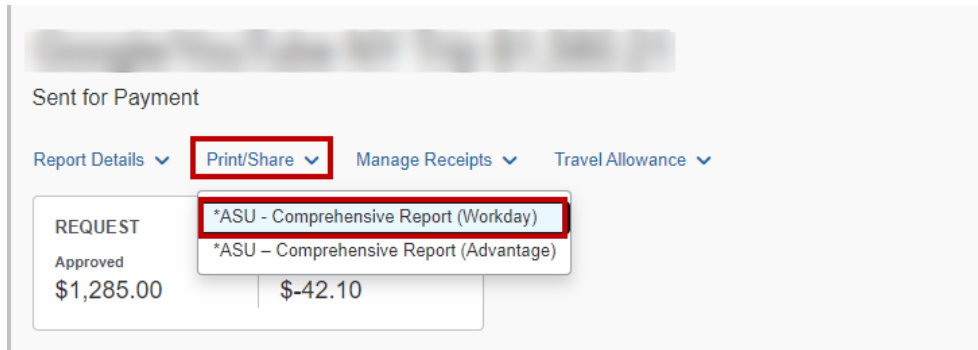 Sent for Payment
Report Details Print/Share Manage Receipts Travel Allowance
*ASU - Comprehensive Report (Workday)
*ASU – Comprehensive Report (Advantage)
REQUEST
Approved
$1,285.00 $-42.10